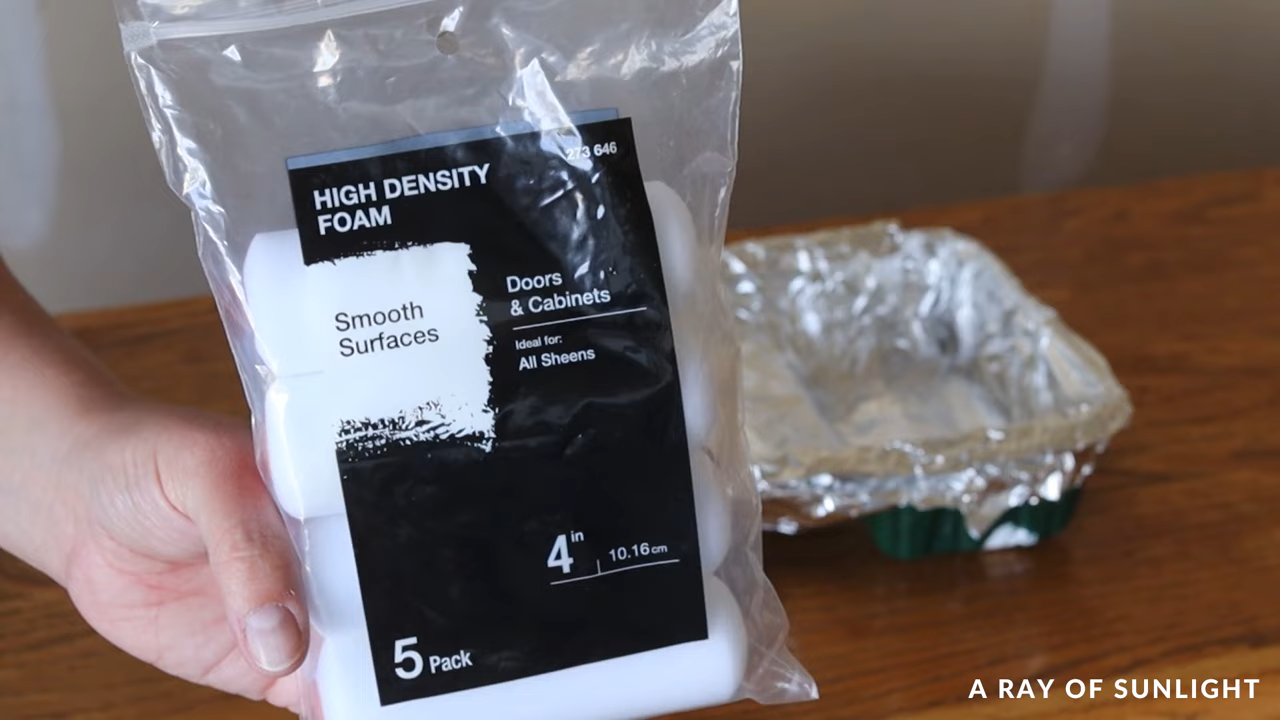 273 646
HIGH DENSITY
FOAM
Smooth
Surfaces
Doors
& Cabinets
Ideal for:
All Sheens
4in 10.16cm
5 Pack
A RAY OF SUNLIGHT